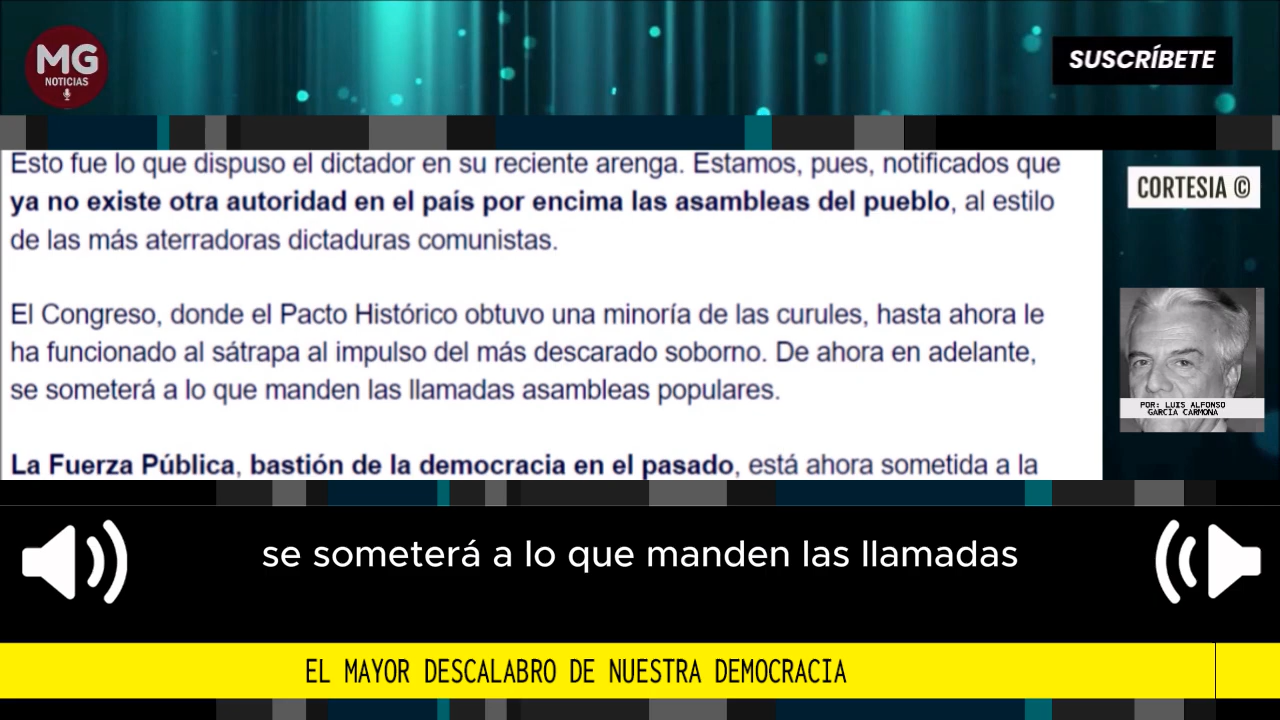 MG
NOTICIAS
SUSCRÍBETE
Esto fue lo que dispuso el dictador en su reciente arenga. Estamos, pues, notificados que
ya no existe otra autoridad en el país por encima las asambleas del pueblo, al estilo
de las más aterradoras dictaduras comunistas.
El Congreso, donde el Pacto Histórico obtuvo una minoría de las curules, hasta ahora le
ha funcionado al sátrapa al impulso del más descarado soborno. De ahora en adelante,
se someterá a lo que manden las llamadas asambleas populares.
La Fuerza Pública, bastión de la democracia en el pasado, está ahora sometida a la
CORTESIA ©
POR: LUIS ALFONSO
GARCÍA CARMONA
se someterá a lo que manden las llamadas
EL MAYOR DESCALABRO DE NUESTRA DEMOCRACIA